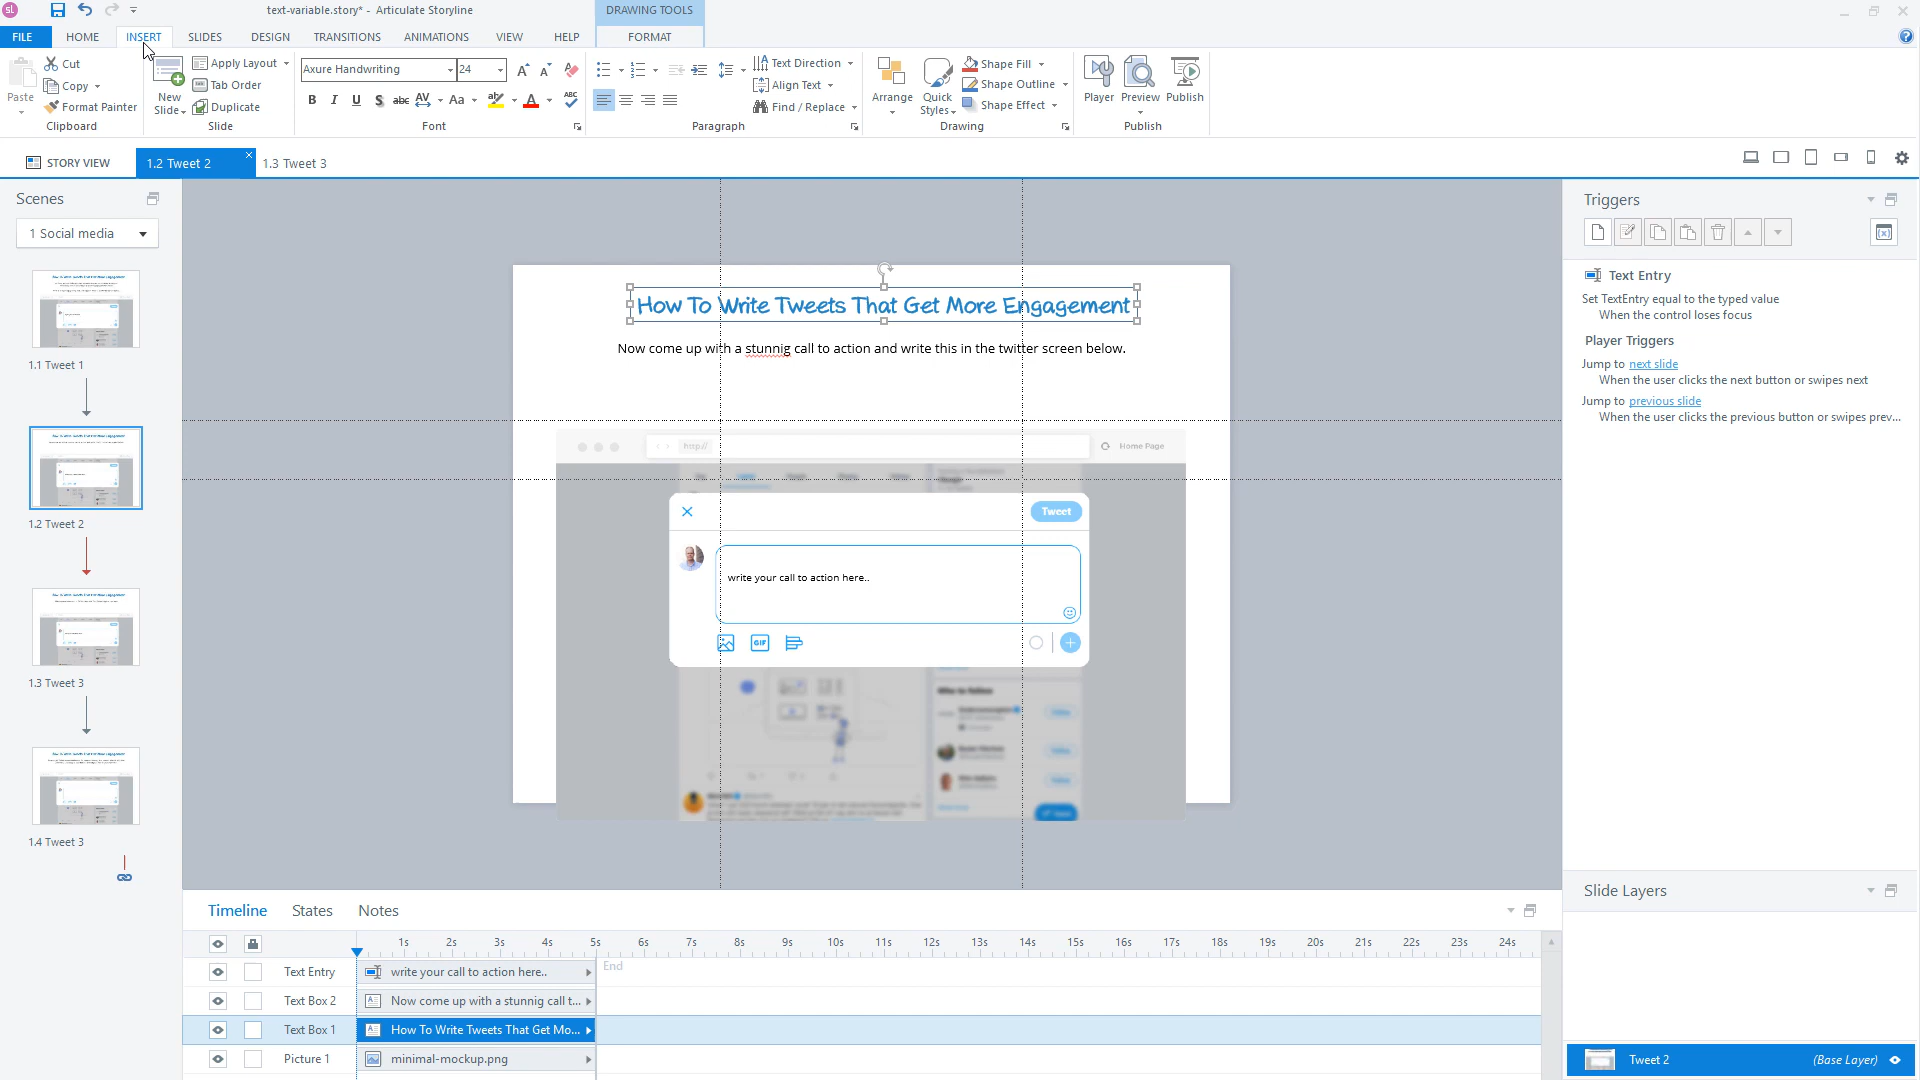 text-variable.story* - Articulate Storyline
DRAWING TOOLS
FILE
HOME
INSERT
SLIDES
DESIGN
TRANSITIONS
ANIMATIONS
VIEW
HELP
FORMAT
Paste
Cut
Copy
Format Painter
Clipboard
New Slide
Apply Layout
Tab Order
Duplicate
Slide
Axure Handwriting
24
B I U S abc AV Aa
A
ABC
Font
Text Direction
Align Text
Find / Replace
Paragraph
Arrange
Quick Styles
Shape Fill
Shape Outline
Shape Effect
Drawing
Player
Preview
Publish
Publish
STORY VIEW
1.2 Tweet 2
1.3 Tweet 3
Scenes
1 Social media
1.1 Tweet 1
1.2 Tweet 2
1.3 Tweet 3
1.4 Tweet 3
How To Write Tweets That Get More Engagement
Now come up with a stunnig call to action and write this in the twitter screen below.
http://
Home Page
Tweet
write your call to action here..
GIF
Who to follow
Triggers
Text Entry
Set TextEntry equal to the typed value
When the control loses focus
Player Triggers
Jump to next slide
When the user clicks the next button or swipes next
Jump to previous slide
When the user clicks the previous button or swipes prev...
Slide Layers
Tweet 2
(Base Layer)
Timeline
States
Notes
1s 2s 3s 4s 5s 6s 7s 8s 9s 10s 11s 12s 13s 14s 15s 16s 17s 18s 19s 20s 21s 22s 23s 24s
Text Entry
write your call to action here..
End
Text Box 2
Now come up with a stunnig call t...
Text Box 1
How To Write Tweets That Get Mo...
Picture 1
minimal-mockup.png